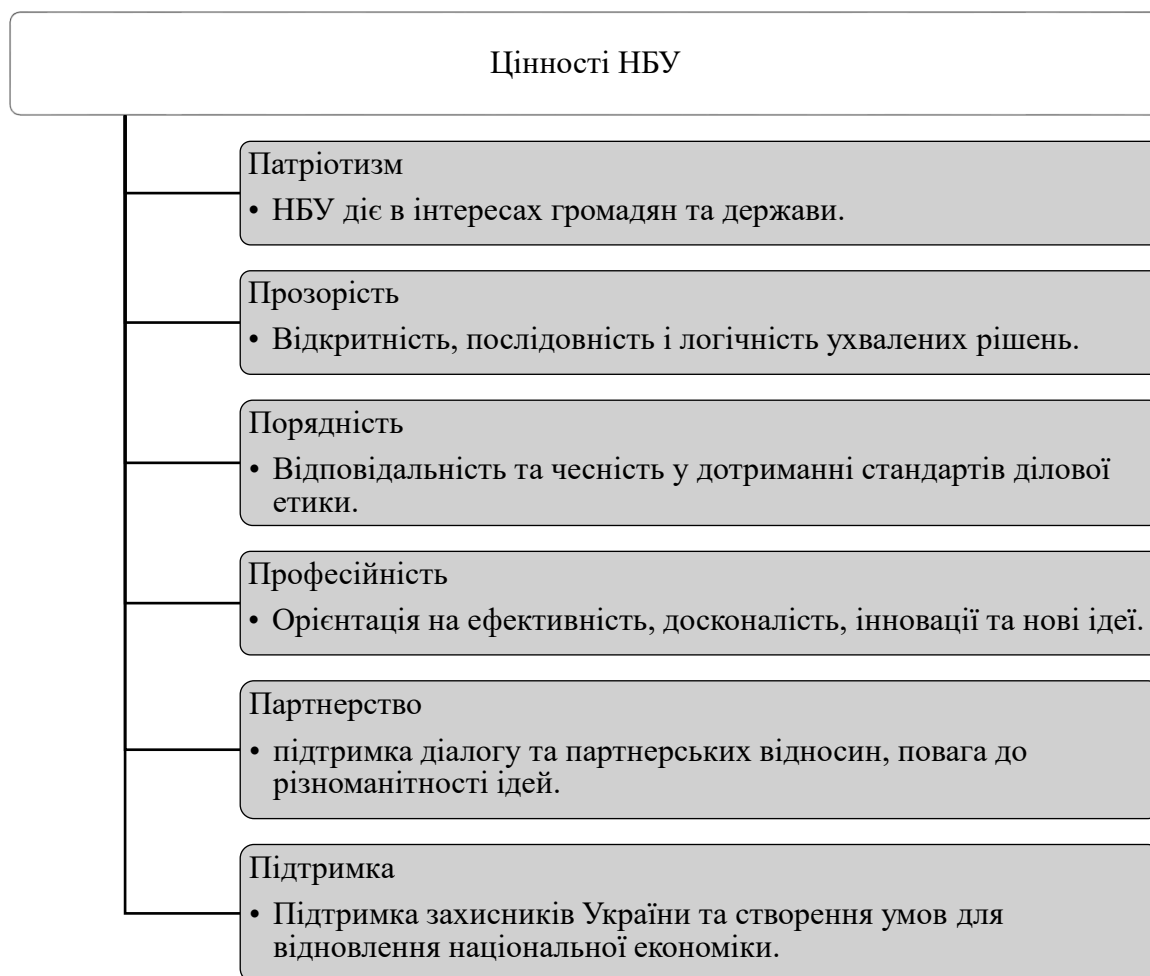 Цінності НБУ
Патріотизм
• НБУ діє в інтересах громадян та держави.
Прозорість
• Відкритність, послідовність і логічність ухвалених рішень.
Порядність
• Відповідальність та чесність у дотриманні стандартів ділової
етики.
Професійність
• Орієнтація на ефективність, досконалість, інновації та нові ідеї.
Партнерство
• підтримка діалогу та партнерських відносин, повага до
різноманітності ідей.
Підтримка
• Підтримка захисників України та створення умов для
відновлення національної економіки.